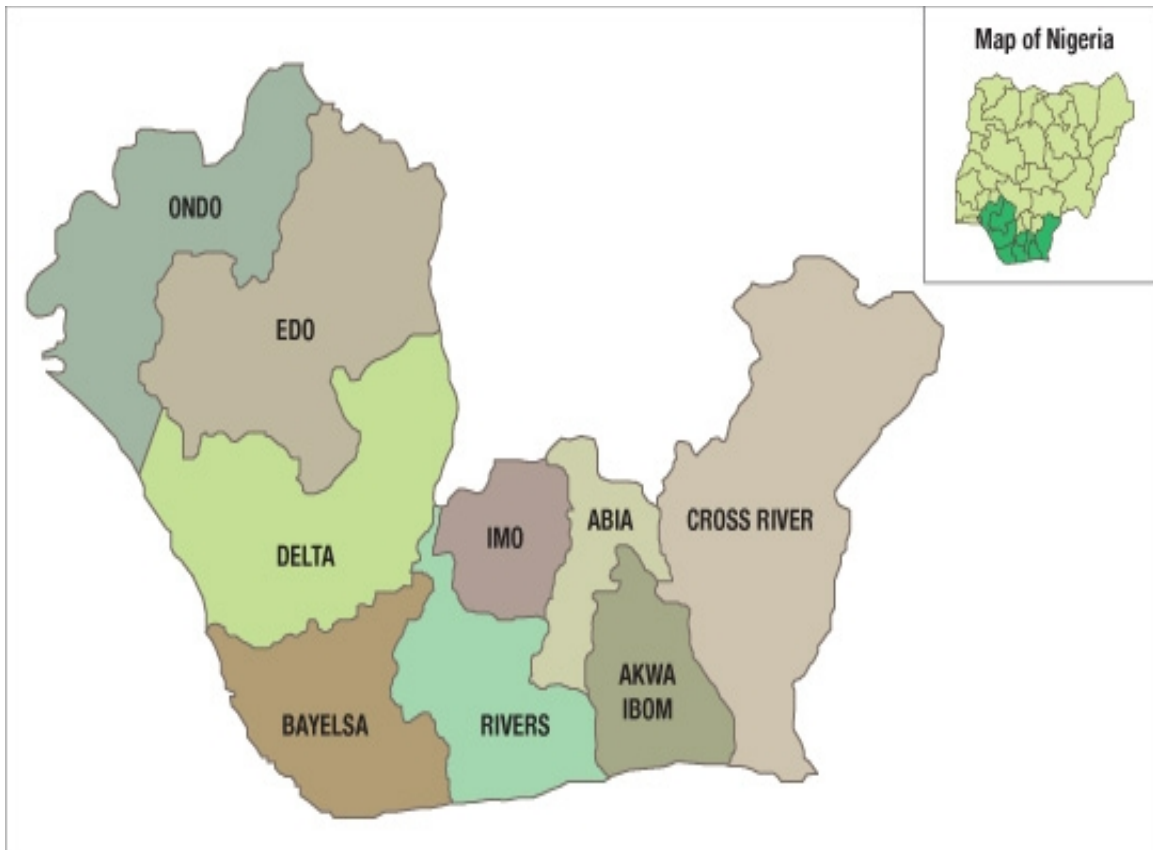 Map of Nigeria
ONDO
EDO
DELTA
IMO
ABIA
CROSS RIVER
BAYELSA
RIVERS
AKWA
IBOM